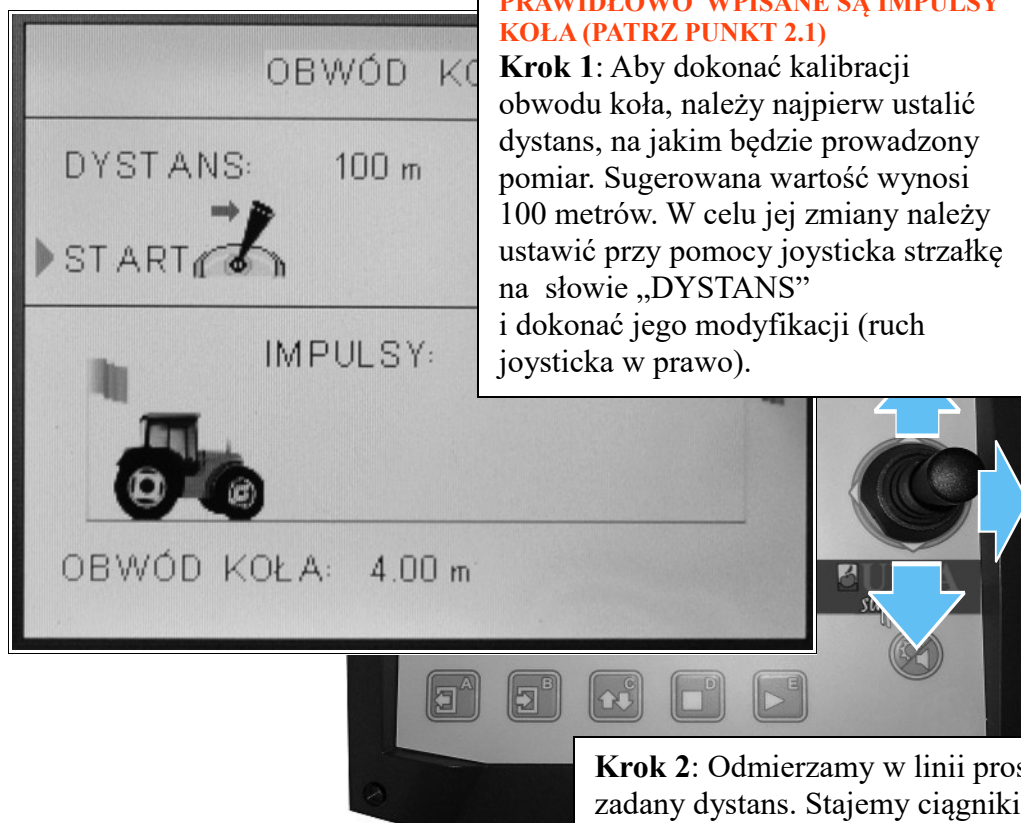 PRAWIDŁOWO WPISANE SĄ IMPULSY
KOŁA (PATRZ PUNKT 2.1)
Krok 1: Aby dokonać kalibracji
obwodu koła, należy najpierw ustalić
dystans, na jakim będzie prowadzony
pomiar. Sugerowana wartość wynosi
100 metrów. W celu jej zmiany należy
ustawić przy pomocy joysticka strzałkę
na słowie „DYSTANS”
i dokonać jego modyfikacji (ruch
joysticka w prawo).
OBWÓD
DYSTANS: 100 m
START
IMPULSY:
OBWÓD KOŁA: 4.00 m
A B C D E
Krok 2: Odmierzamy w linii
zadany dystans. Stajemy